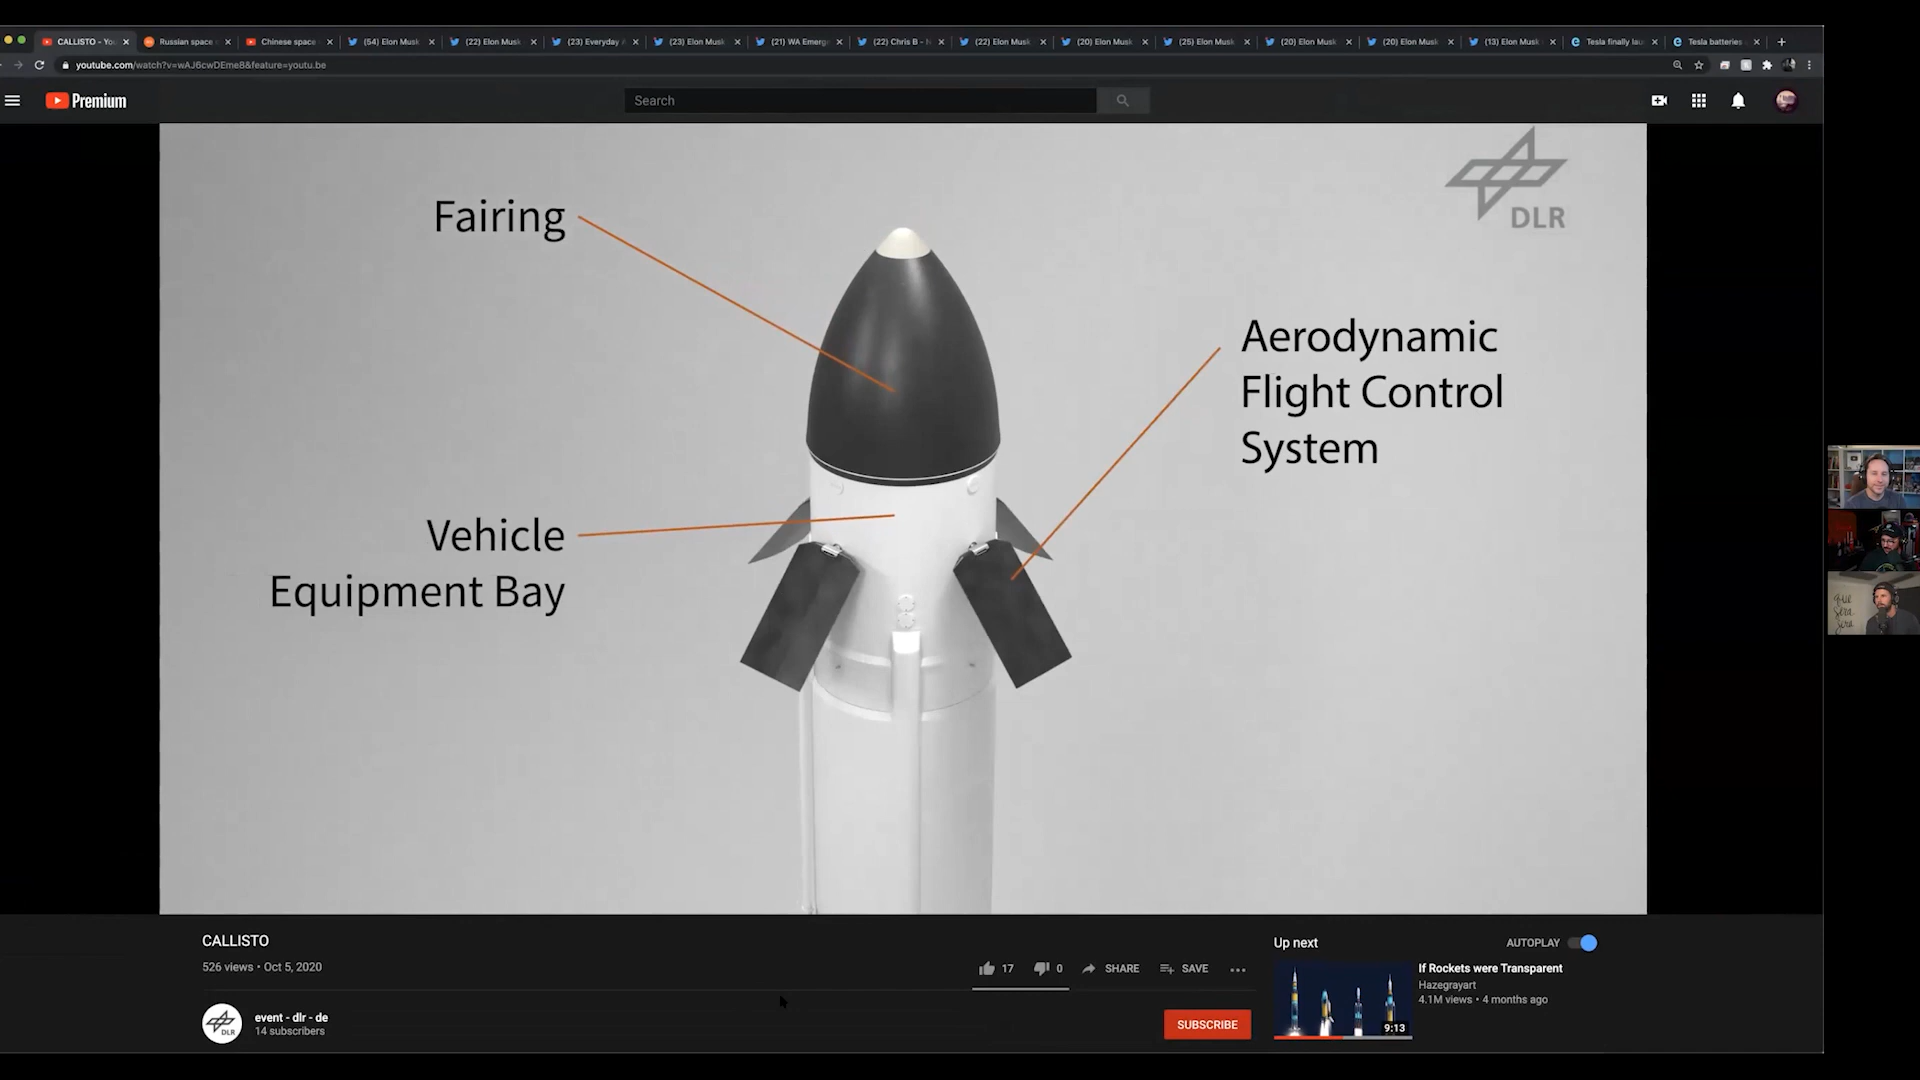 CALLISTO - Yo
Russian space
Chinese space
(54) Elon Musk
(22) Elon Musk
(23) Everyday
(23) Elon Musk
(21) WA Emerg
(22) Chris B - N
(22) Elon Musk
(20) Elon Musk
(25) Elon Musk
(20) Elon Musk
(20) Elon Musk
(13) Elon Musk
Tesla finally lau
Tesla batteries
youtube.com/watch?v=wAJ6cwDEme8&feature=youtu.be
Premium
Search
DLR
Fairing
Aerodynamic
Flight Control
System
Vehicle
Equipment Bay
CALLISTO
526 views • Oct 5, 2020
17
0
SHARE
SAVE
DLR
event - dlr - de
14 subscribers
SUBSCRIBE
Up next
AUTOPLAY
9:13
If Rockets were Transparent
Hazegrayart
4.1M views • 4 months ago
Que
Sera
Sera